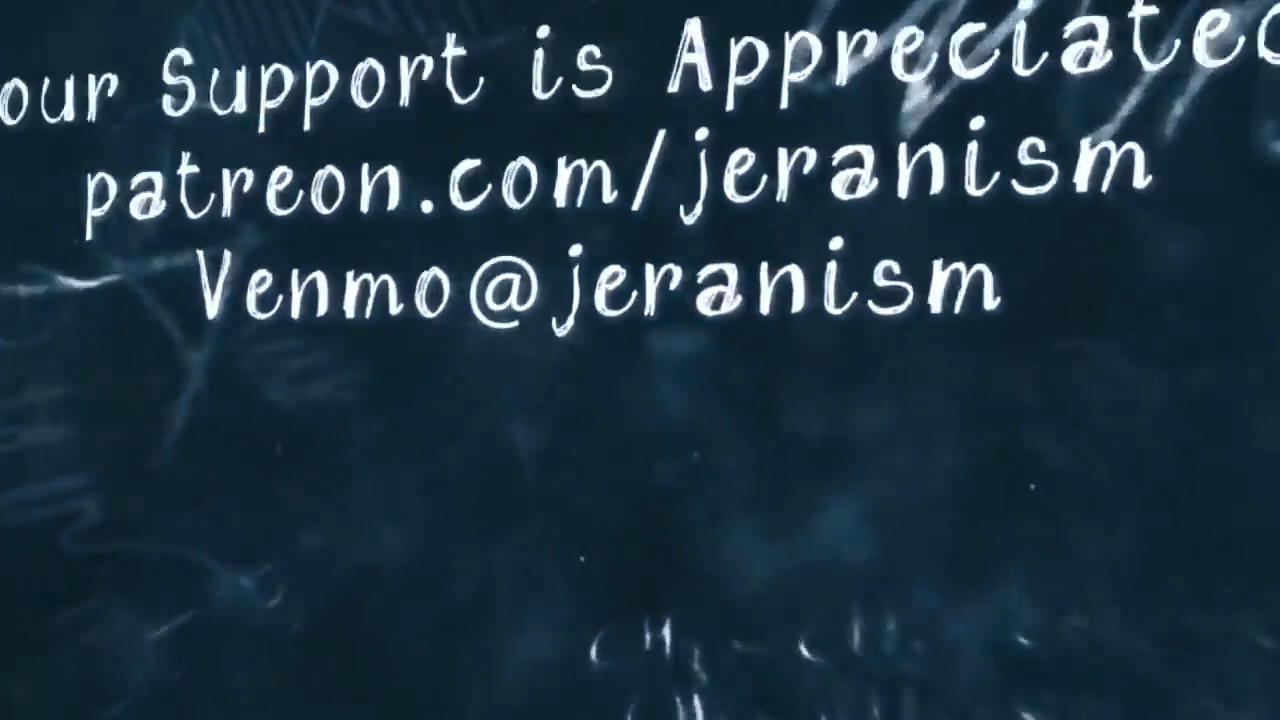 our Support is Appreciated
patreon.com/jeranism
Venmo@jeranism